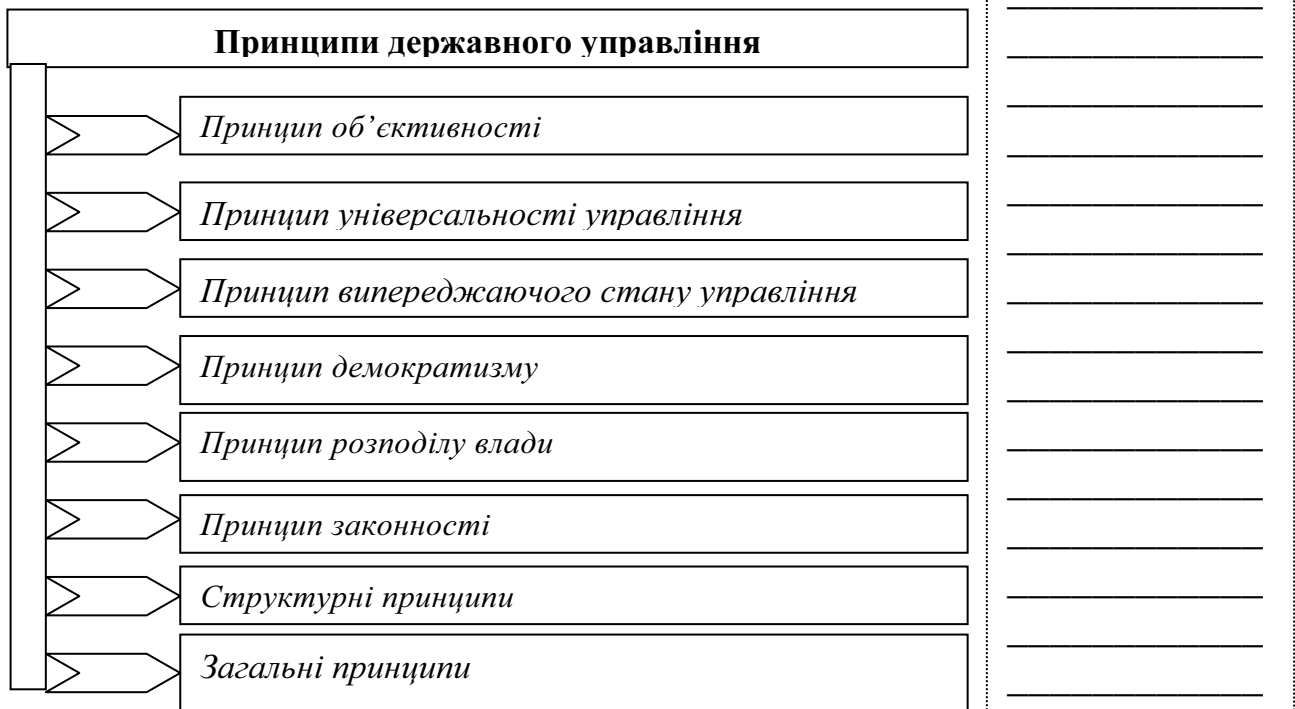 Принципи державного управління
Принцип об’єктивності
Принцип універсальності управління
Принцип випереджаючого стану управління
Принцип демократизму
Принцип розподілу влади
Принцип законності
Структурні принципи
Загальні принципи